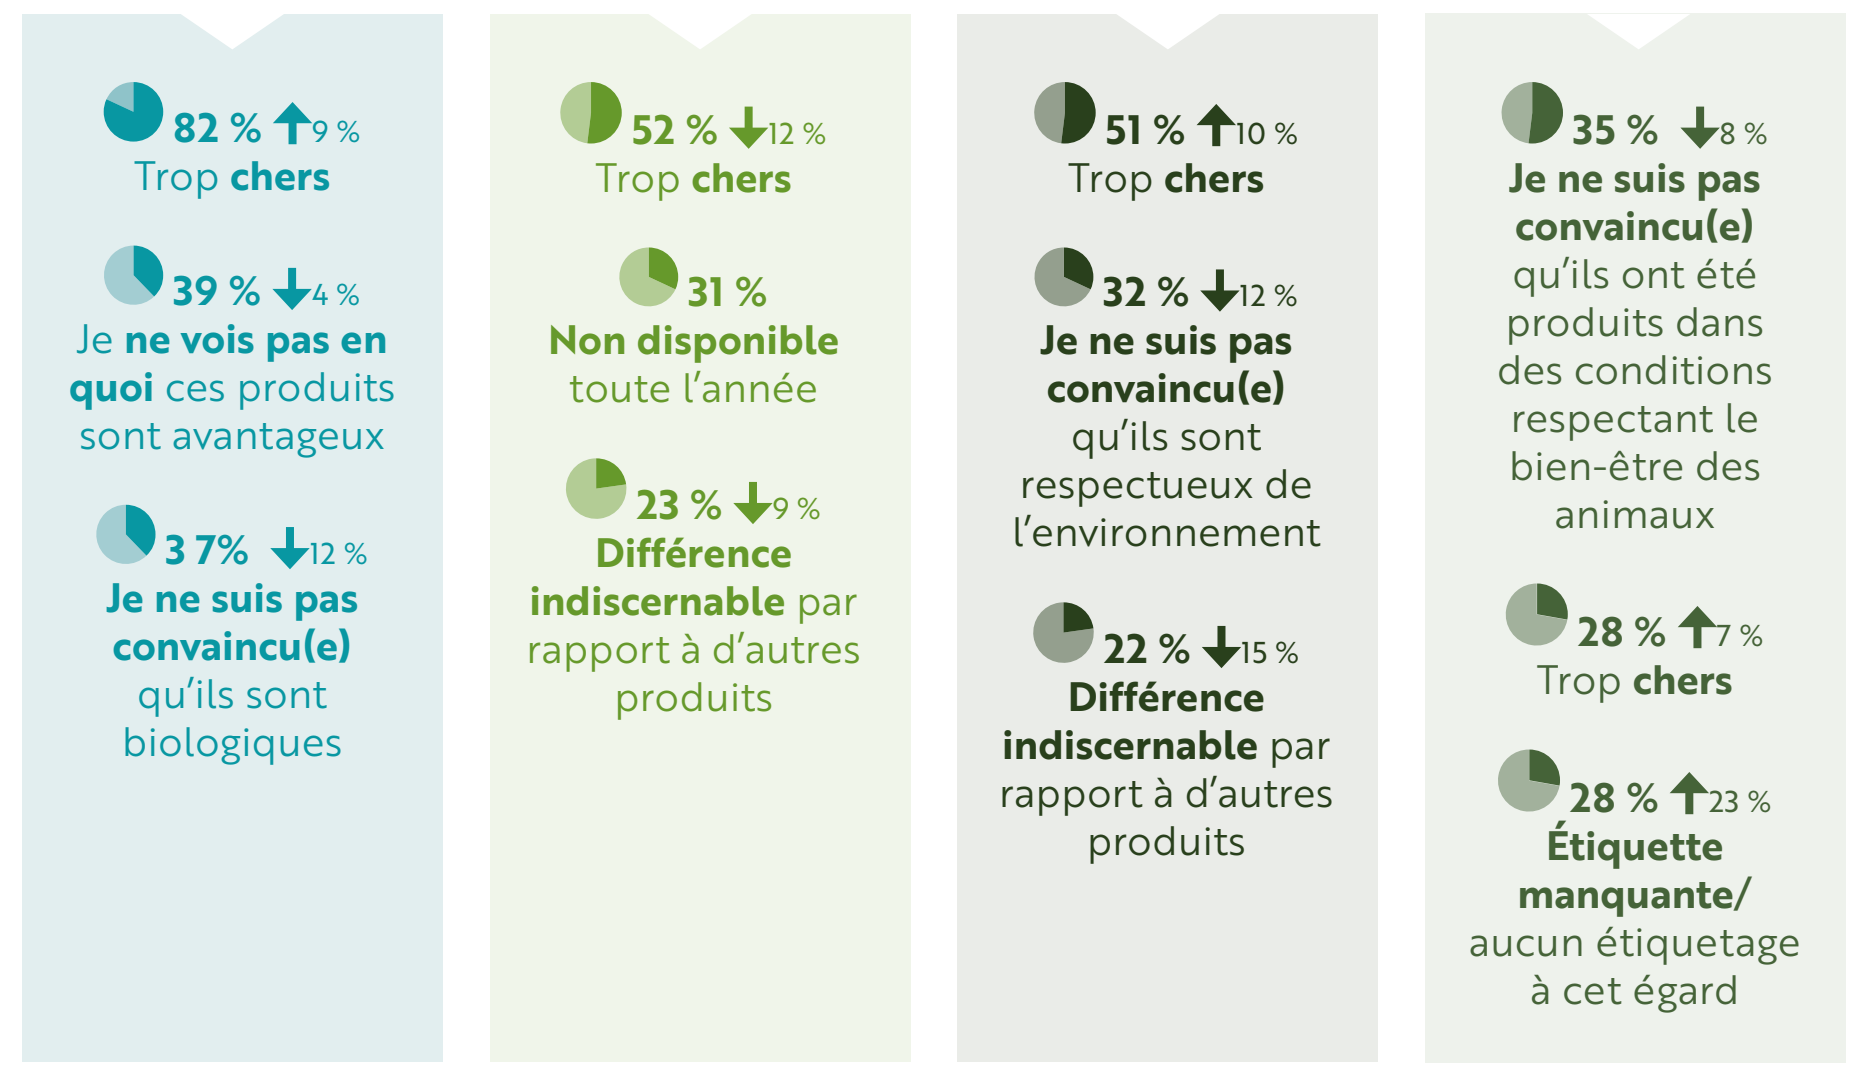 82 % 9 %
Trop chers
39 % 4 %
Je ne vois pas en
quoi ces produits
sont avantageux
3 7% 12 %
Je ne suis pas
convaincu(e)
qu’ils sont
biologiques
52 % 12 %
Trop chers
31 %
Non disponible
toute l’année
23 % 9 %
Différence
indiscernable par
rapport à d’autres
produits
51 % 10 %
Trop chers
32 % 12 %
Je ne suis pas
convaincu(e)
qu’ils sont
respectueux de
l’environnement
22 % 15 %
Différence
indiscernable par
rapport à d’autres
produits
35 % 8 %
Je ne suis pas
convaincu(e)
qu’ils ont été
produits dans
des conditions
respectant le
bien-être des
animaux
28 % 7 %
Trop chers
28 % 23 %
Étiquette
manquante/
aucun étiquetage
à cet égard